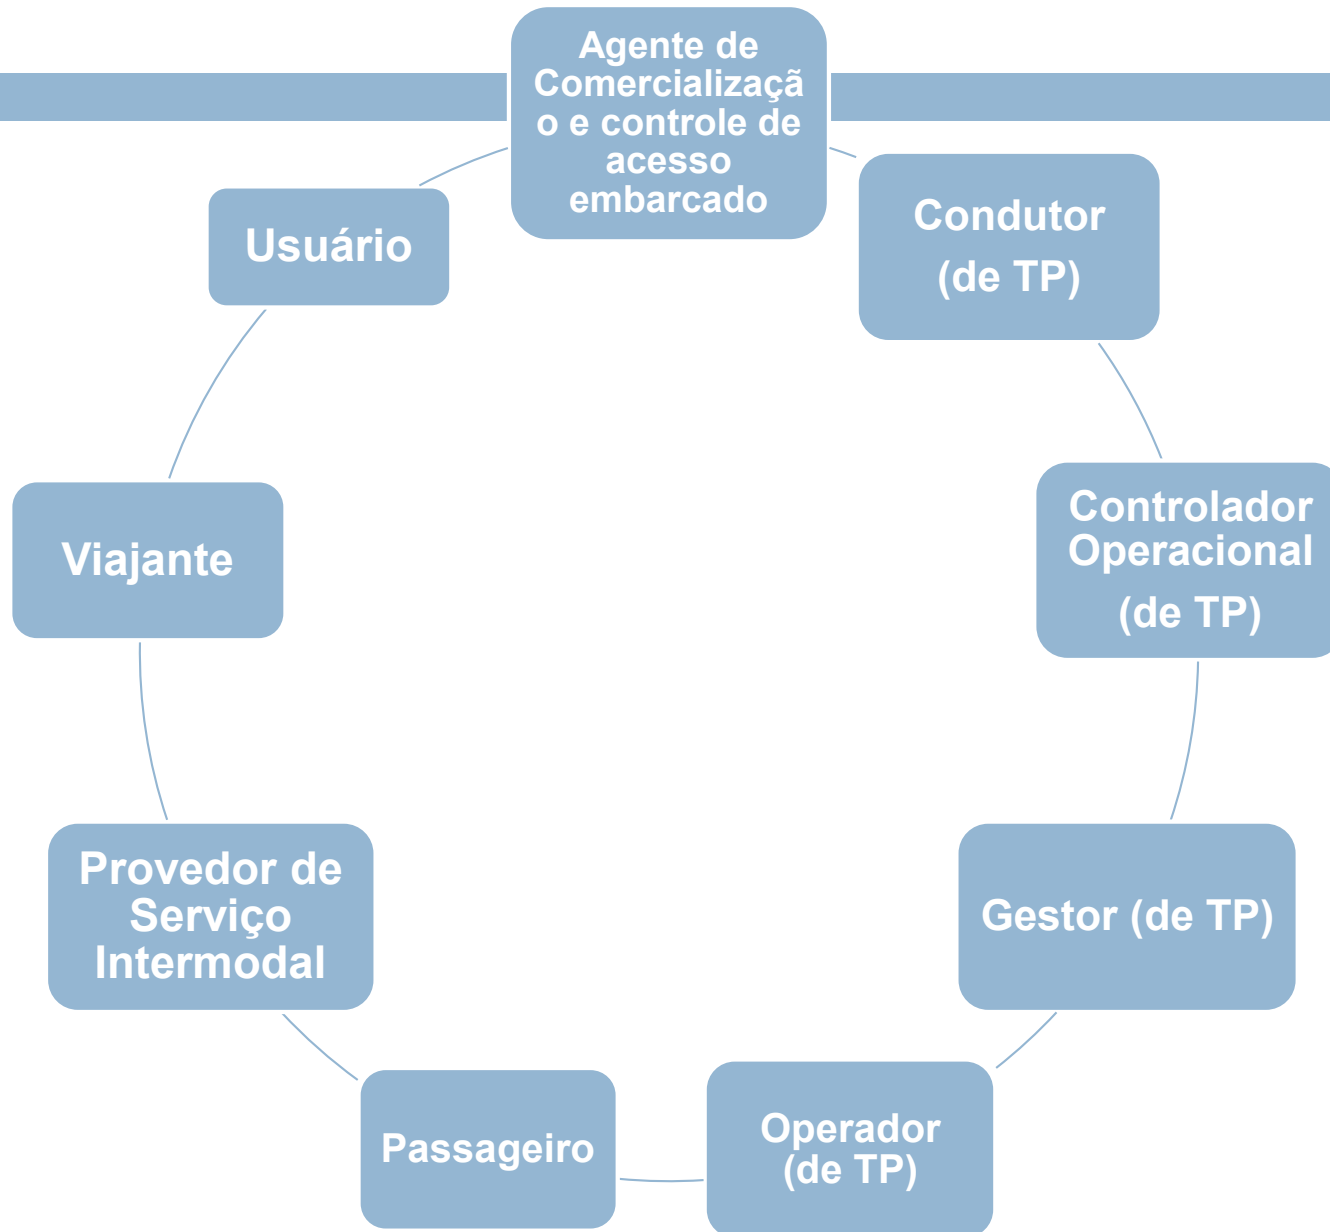 Agente de
Comercializaçã
o e controle de
acesso
embarcado
Condutor
(de TP)
Controlador
Operacional
(de TP)
Gestor (de TP)
Operador
(de TP)
Passageiro
Provedor de
Serviço
Intermodal
Viajante
Usuário